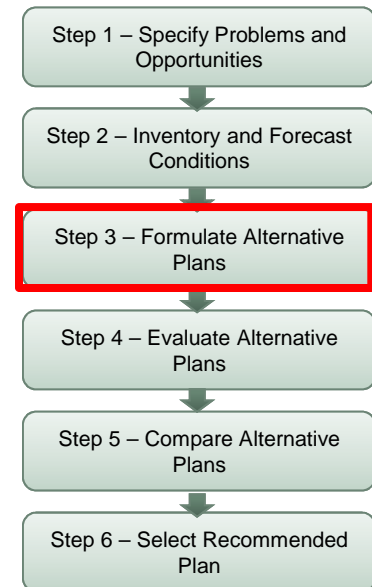 Step 1 – Specify Problems and
Opportunities
Step 2 – Inventory and Forecast
Conditions
Step 3 – Formulate Alternative
Plans
Step 4 – Evaluate Alternative
Plans
Step 5 – Compare Alternative
Plans
Step 6 – Select Recommended
Plan